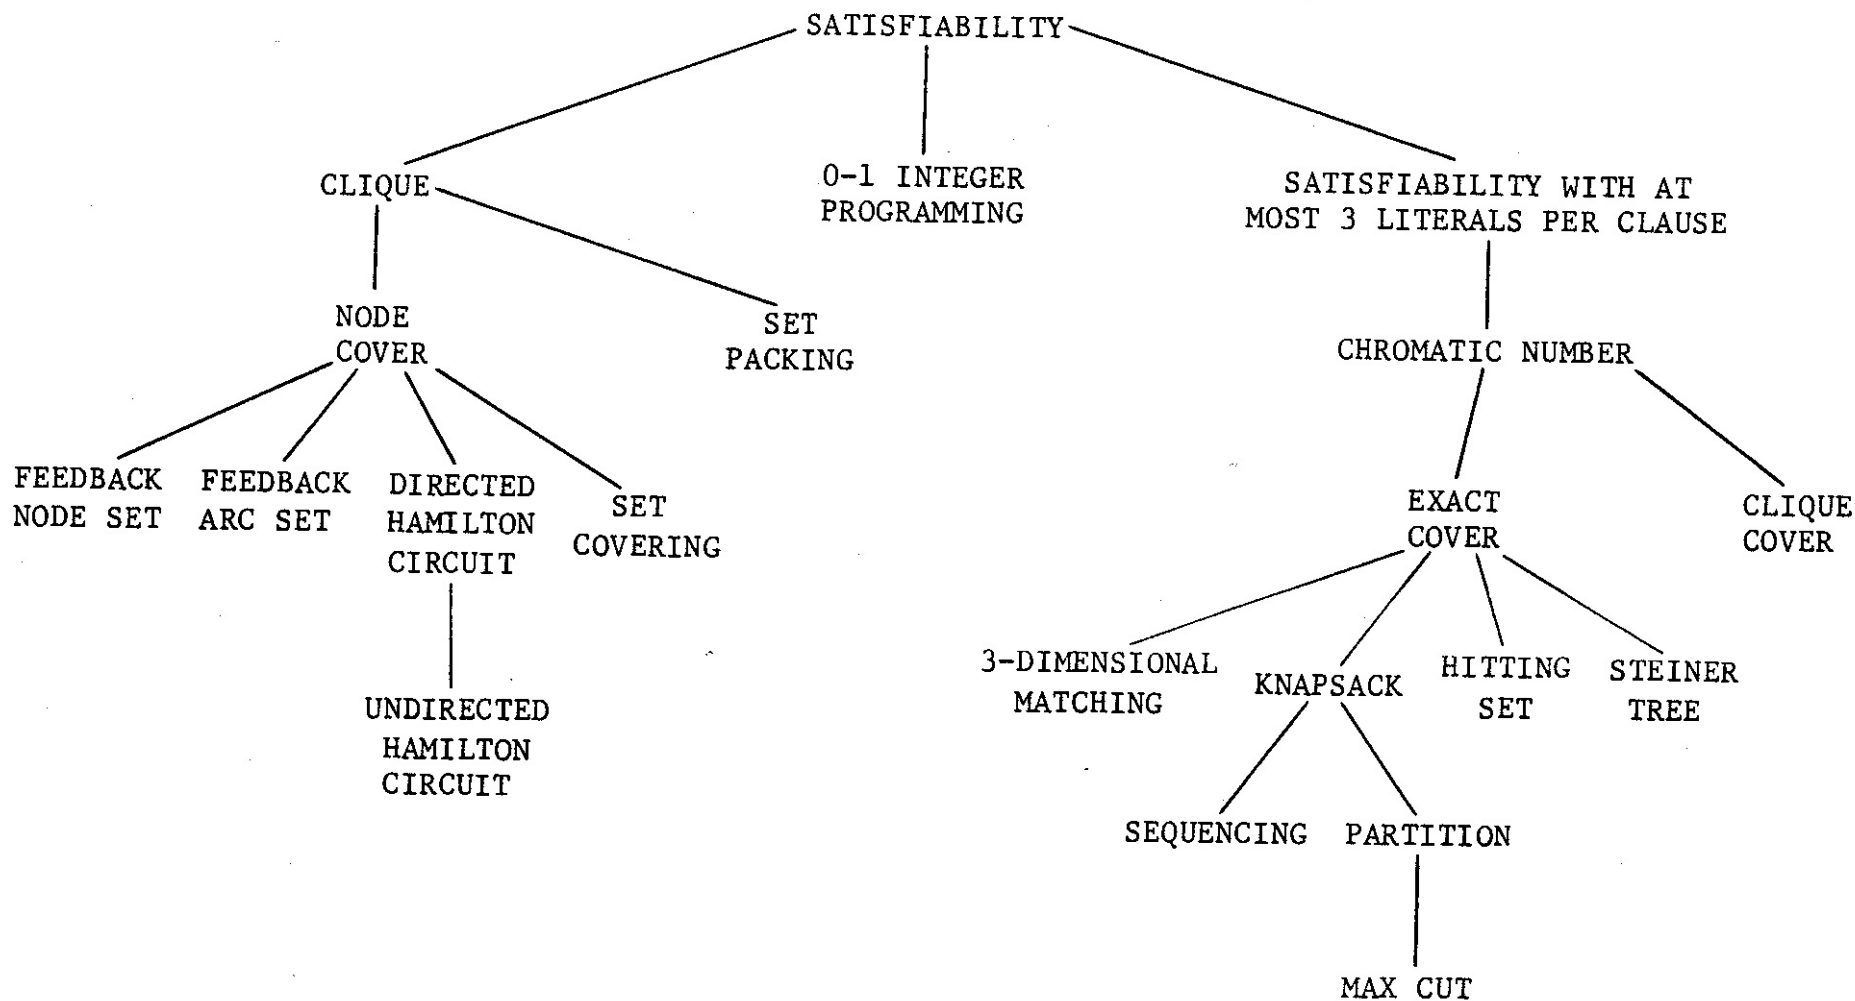 SATISFIABILITY
CLIQUE
0-1 INTEGER
PROGRAMMING
SATISFIABILITY WITH AT
MOST 3 LITERALS PER CLAUSE
NODE
COVER
SET
PACKING
CHROMATIC NUMBER
FEEDBACK
NODE SET
FEEDBACK
ARC SET
DIRECTED
HAMILTON
CIRCUIT
SET
COVERING
EXACT
COVER
CLIQUE
COVER
3-DIMENSIONAL
MATCHING
KNAPSACK
HITTING
SET
STEINER
TREE
UNDIRECTED
HAMILTON
CIRCUIT
SEQUENCING
PARTITION
MAX CUT